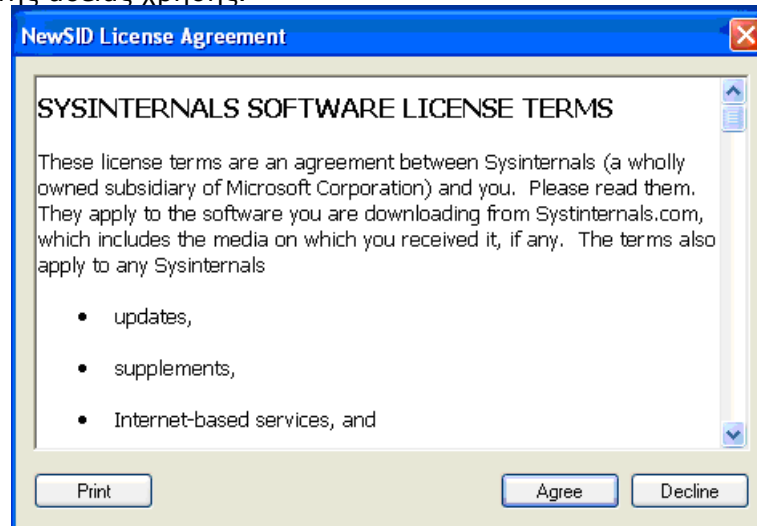 της άδειας χρήσης.
NewSID License Agreement
SYSINTERNALS SOFTWARE LICENSE TERMS
These license terms are an agreement between Sysinternals (a wholly
owned subsidiary of Microsoft Corporation) and you.  Please read them.
They apply to the software you are downloading from Systinternals.com,
which includes the media on which you received it, if any.  The terms also
apply to any Sysinternals
• updates,
• supplements,
• Internet-based services, and
Print
Agree
Decline